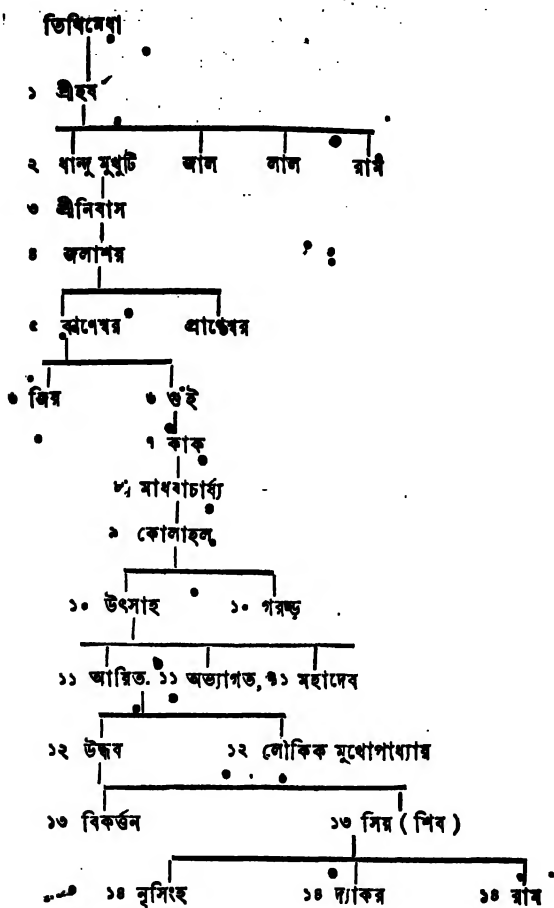 তিথিমেধা
১ শ্রীহর্ষ
২ ধান্দু মুখুটি জাল লাল রাম
৩ শ্রীনিবাস
৪ জলাশয়
৫ বাণেশ্বর প্রাণেশ্বর
৬ জিয় ৬ গুঁই
৭ কাক
৮ মাধবাচার্য্য
৯ কোলাহল
১০ উৎসাহ ১০ গরুড়
১১ আয়িত. ১১ অভ্যাগত, ১১ মহাদেব
১২ উদ্ধব ১২ লৌকিক মুখোপাধ্যায়
১৩ বিকর্ত্তন ১৩ সিয় ( শিব )
১৪ নৃসিংহ ১৪ দ্যাকর ১৪ রাম